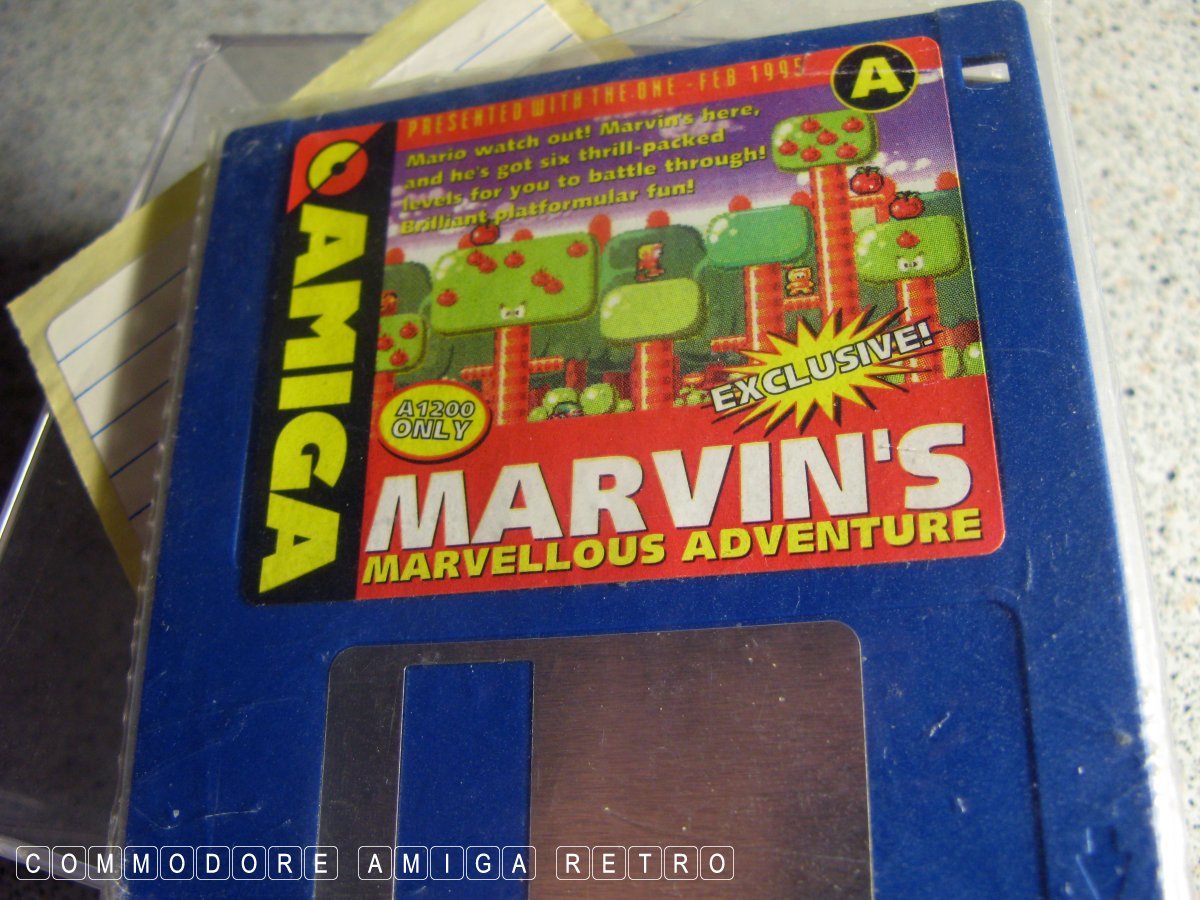 PRESENTED WITH THE ONE - FEB 1995
A
Mario watch out! Marvin's here,
and he's got six thrill-packed
levels for you to battle through!
Brilliant platformular fun!
AMIGA
EXCLUSIVE!
A1200
ONLY
MARVIN'S
MARVELLOUS ADVENTURE
COMMODORE AMIGA RETRO